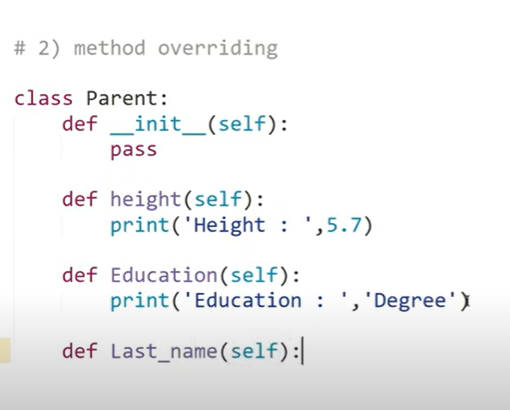 # 2) method overriding
class Parent:
def __init__(self):
pass
def height(self):
print('Height : ',5.7)
def Education(self):
print('Education : ','Degree')
def Last_name(self):